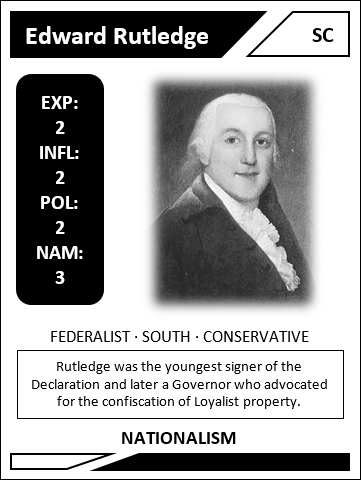 Edward Rutledge
SC
EXP:
2
INFL:
2
POL:
2
NAM:
3
FEDERALIST · SOUTH · CONSERVATIVE
Rutledge was the youngest signer of the
Declaration and later a Governor who advocated
for the confiscation of Loyalist property.
NATIONALISM